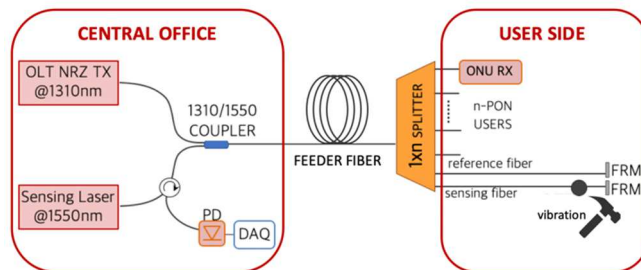 CENTRAL OFFICE
OLT NRZ TX
@1310nm
1310/1550
COUPLER
Sensing Laser
@1550nm
PD
DAQ
FEEDER FIBER
1xn SPLITTER
USER SIDE
ONU RX
n-PON
USERS
reference fiber
FRM
sensing fiber
FRM
vibration